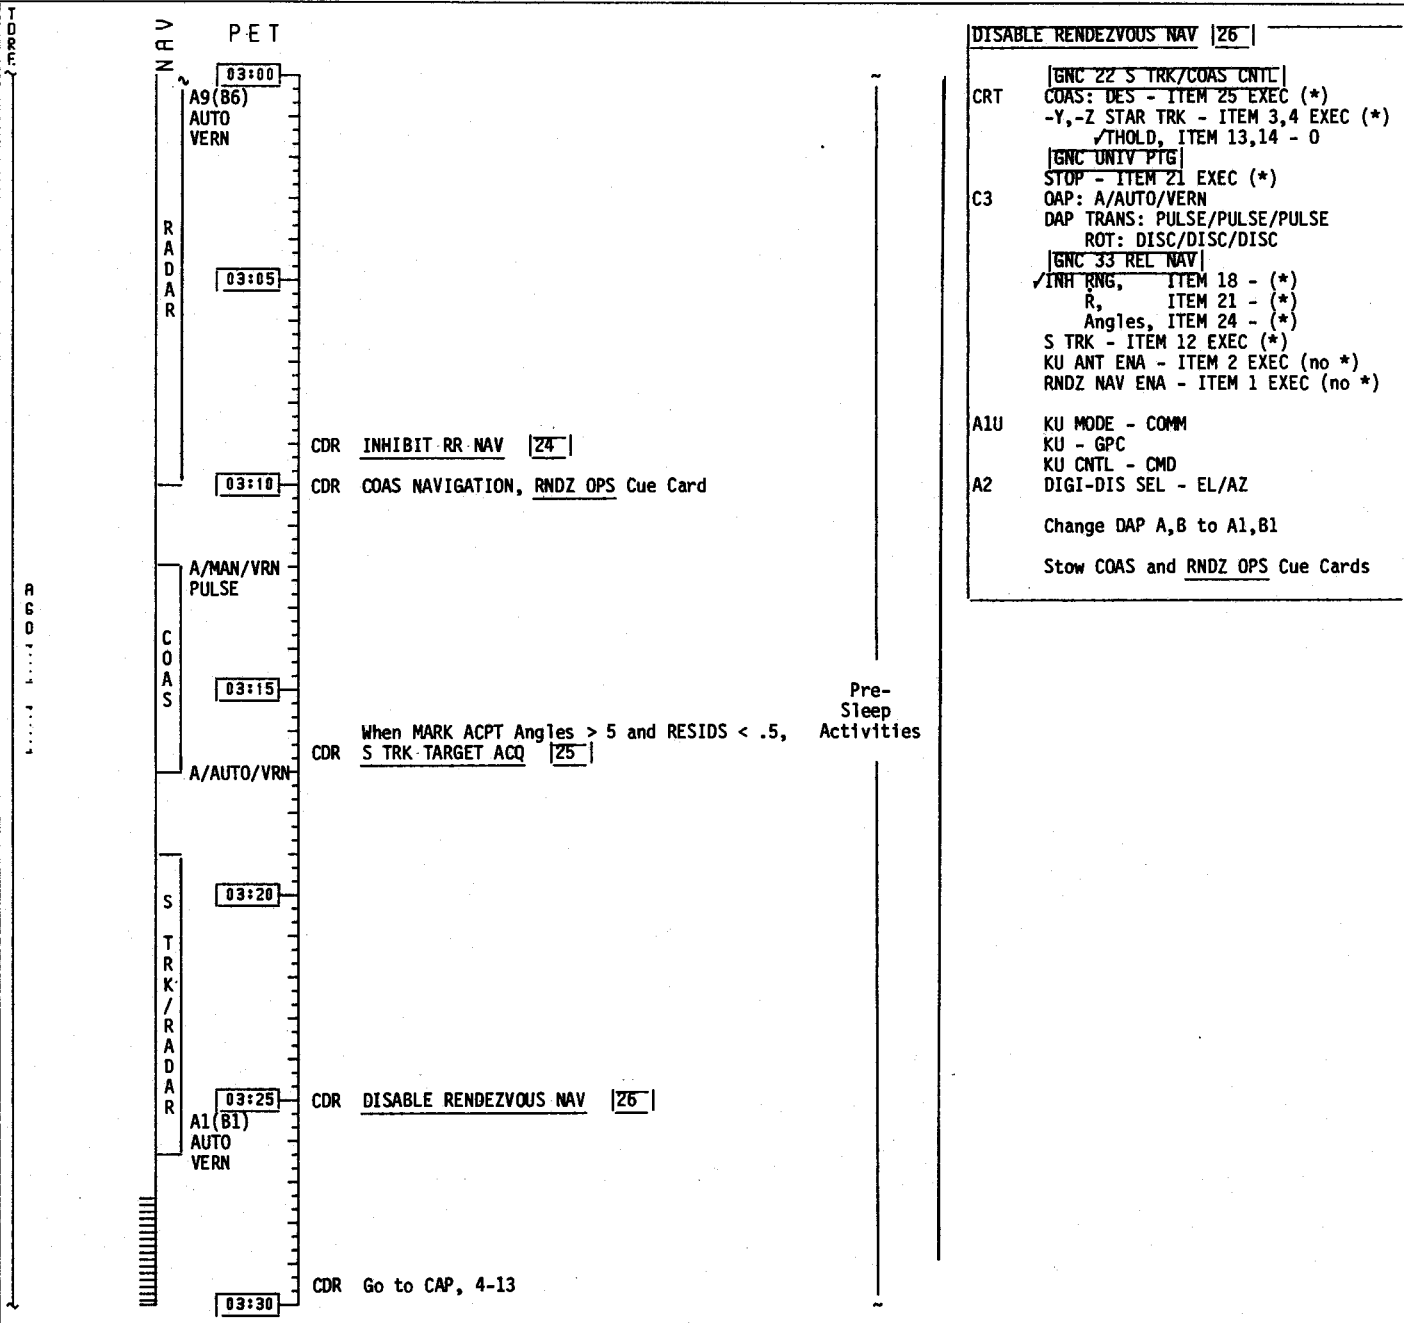 NAV
PET
03:00
A9(B6)
AUTO
VERN
RADAR
03:05
CDR INHIBIT RR NAV 24
03:10 CDR COAS NAVIGATION, RNDZ OPS Cue Card
A/MAN/VRN
PULSE
COAS
03:15
When MARK ACPT Angles > 5 and RESIDS < .5,
CDR S TRK TARGET ACQ 25
A/AUTO/VRN
Pre-
Sleep
Activities
S TRK/RADAR
03:20
03:25 CDR DISABLE RENDEZVOUS NAV 26
A1(B1)
AUTO
VERN
CDR Go to CAP, 4-13
03:30
DISABLE RENDEZVOUS NAV 26
GNC 22 S TRK/COAS CNTL
CRT COAS: DES - ITEM 25 EXEC (*)
-Y,-Z STAR TRK - ITEM 3,4 EXEC (*)
√THOLD, ITEM 13,14 - 0
GNC UNIV PTG
STOP - ITEM 21 EXEC (*)
C3 OAP: A/AUTO/VERN
DAP TRANS: PULSE/PULSE/PULSE
ROT: DISC/DISC/DISC
GNC 33 REL NAV
√INH RNG, ITEM 18 - (*)
Ṙ, ITEM 21 - (*)
Angles, ITEM 24 - (*)
S TRK - ITEM 12 EXEC (*)
KU ANT ENA - ITEM 2 EXEC (no *)
RNDZ NAV ENA - ITEM 1 EXEC (no *)
A1U KU MODE - COMM
KU - GPC
KU CNTL - CMD
A2 DIGI-DIS SEL - EL/AZ
Change DAP A,B to A1,B1
Stow COAS and RNDZ OPS Cue Cards